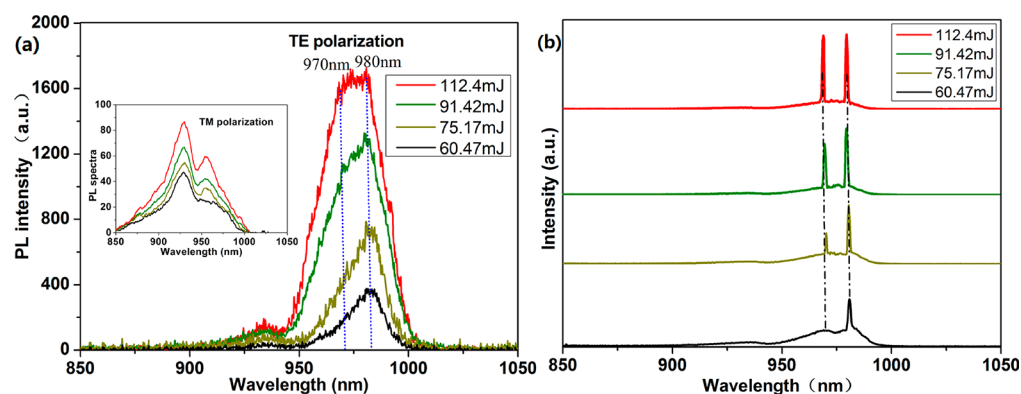 (a)
TE polarization
970nm 980nm
112.4mJ
91.42mJ
75.17mJ
60.47mJ
PL intensity (a.u.)
2000
1600
1200
800
400
0
850 900 950 1000 1050
Wavelength (nm)
TM polarization
PL spectra
100
80
60
40
20
0
850 900 950 1000 1050
Wavelength (nm)
(b)
112.4mJ
91.42mJ
75.17mJ
60.47mJ
Intensity (a.u.)
850 900 950 1000 1050
Wavelength（nm）